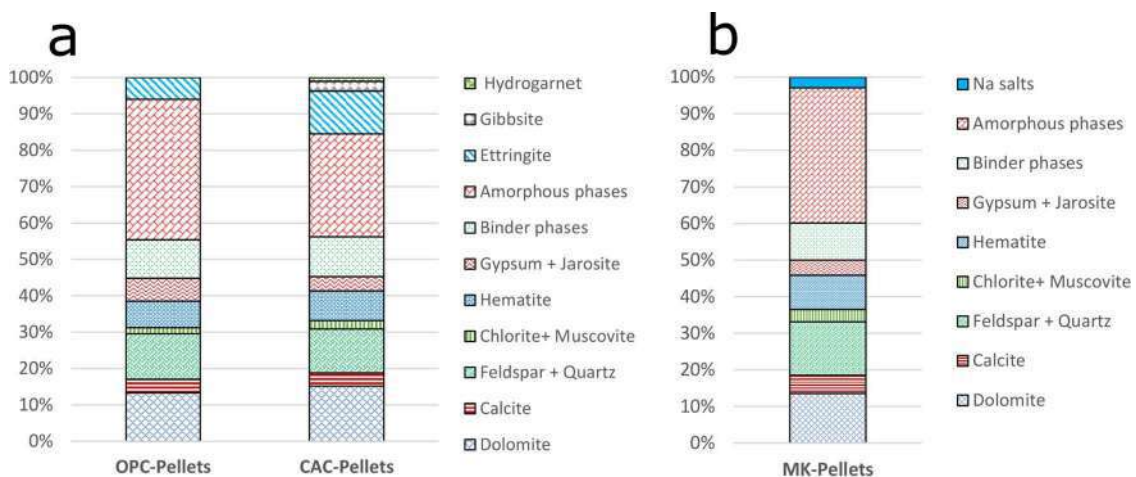 a
100%
90%
80%
70%
60%
50%
40%
30%
20%
10%
0%
OPC-Pellets
CAC-Pellets
Hydrogarnet
Gibbsite
Ettringite
Amorphous phases
Binder phases
Gypsum + Jarosite
Hematite
Chlorite+ Muscovite
Feldspar + Quartz
Calcite
Dolomite
b
100%
90%
80%
70%
60%
50%
40%
30%
20%
10%
0%
MK-Pellets
Na salts
Amorphous phases
Binder phases
Gypsum + Jarosite
Hematite
Chlorite+ Muscovite
Feldspar + Quartz
Calcite
Dolomite